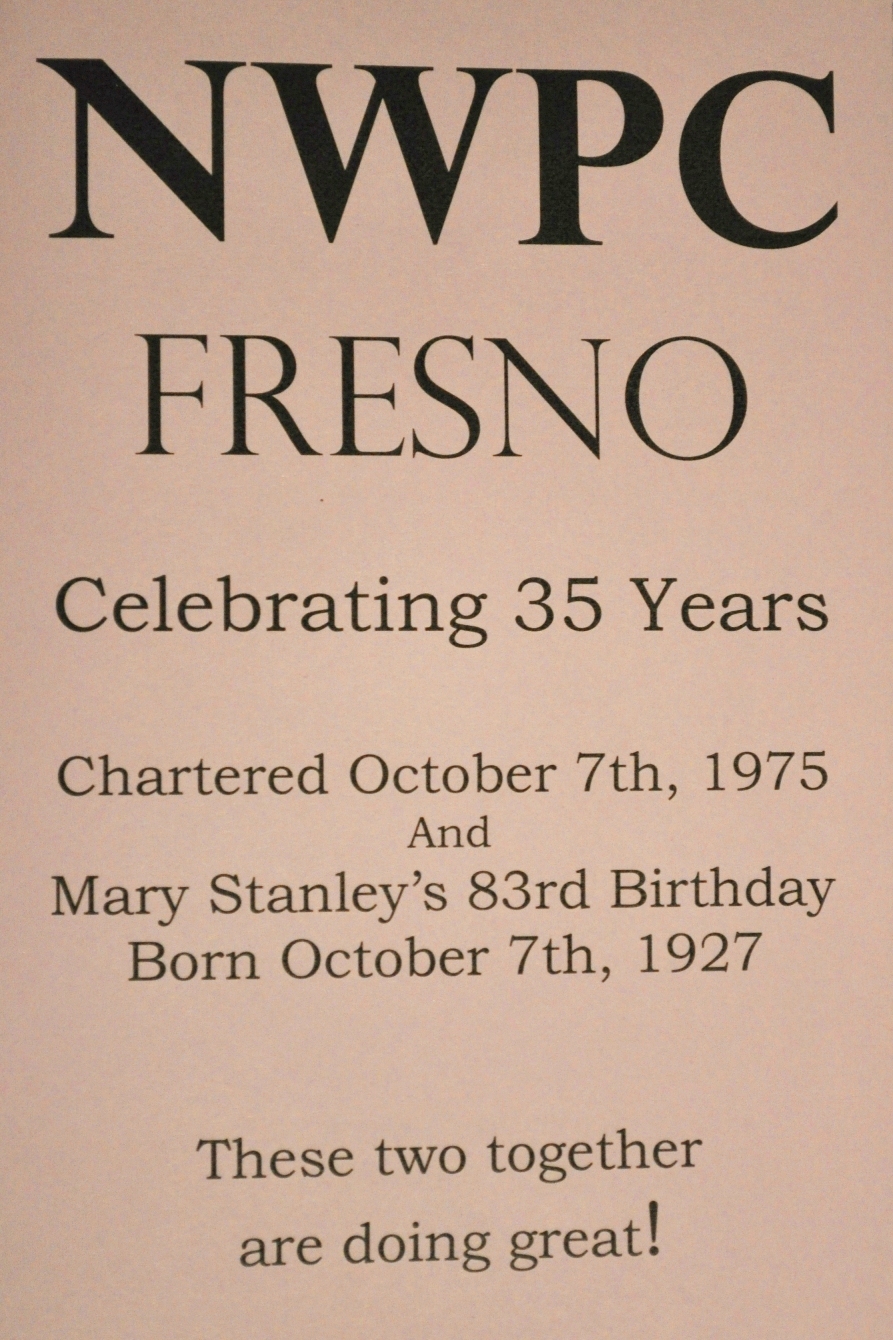 NWPC
FRESNO
Celebrating 35 Years
Chartered October 7th, 1975
And
Mary Stanley’s 83rd Birthday
Born October 7th, 1927
These two together
are doing great!